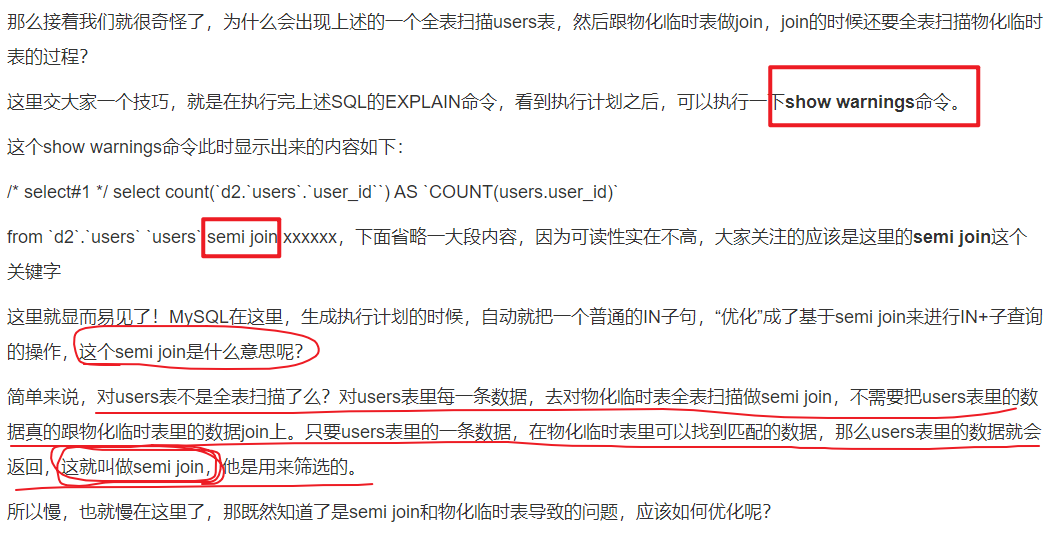 那么接着我们就很奇怪了，为什么会出现上述的一个全表扫描users表，然后跟物化临时表做join，join的时候还要全表扫描物化临时
表的过程？
这里交大家一个技巧，就是在执行完上述SQL的EXPLAIN命令，看到执行计划之后，可以执行一下show warnings命令。
这个show warnings命令此时显示出来的内容如下：
/* select#1 */ select count(`d2.`users`.`user_id``) AS `COUNT(users.user_id)`
from `d2`.`users` `users` semi join xxxxxx，下面省略一大段内容，因为可读性实在不高，大家关注的应该是这里的semi join这个
关键字
这里就显而易见了！MySQL在这里，生成执行计划的时候，自动就把一个普通的IN子句，“优化”成了基于semi join来进行IN+子查询
的操作，这个semi join是什么意思呢？
简单来说，对users表不是全表扫描了么？对users表里每一条数据，去对物化临时表全表扫描做semi join，不需要把users表里的数
据真的跟物化临时表里的数据join上。只要users表里的一条数据，在物化临时表里可以找到匹配的数据，那么users表里的数据就会
返回，这就叫做semi join，他是用来筛选的。
所以慢，也就慢在这里了，那既然知道了是semi join和物化临时表导致的问题，应该如何优化呢？